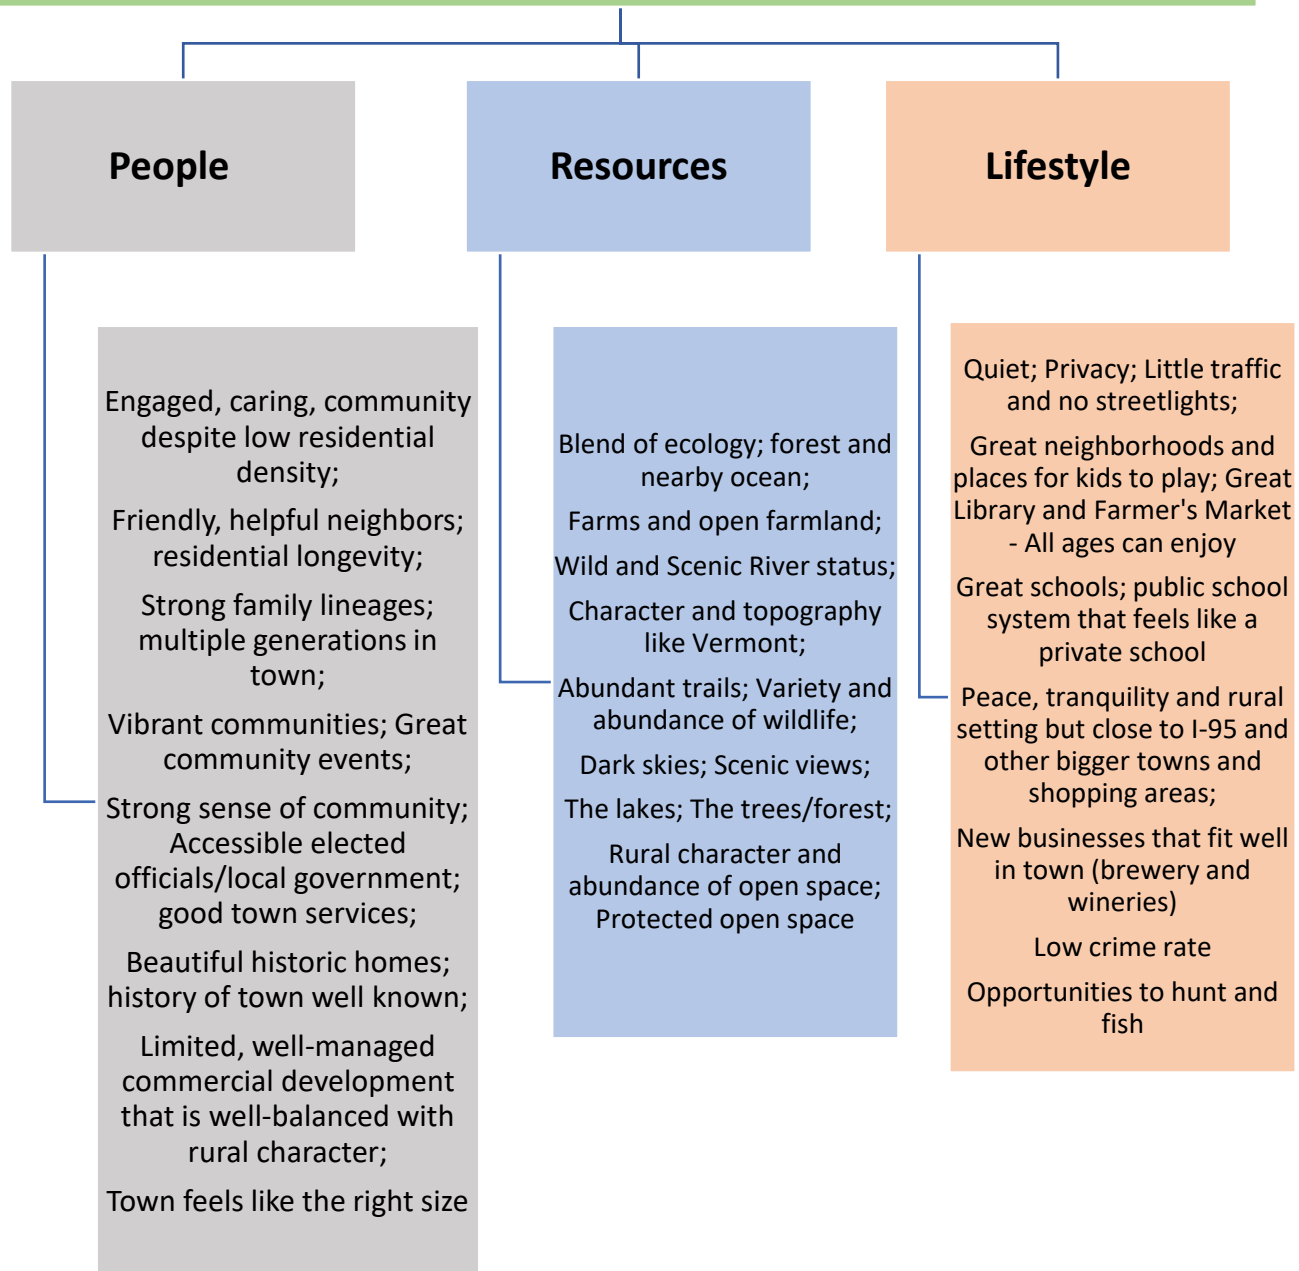 People
Resources
Lifestyle
Engaged, caring, community
despite low residential
density;
Friendly, helpful neighbors;
residential longevity;
Strong family lineages;
multiple generations in
town;
Vibrant communities; Great
community events;
Strong sense of community;
Accessible elected
officials/local government;
good town services;
Beautiful historic homes;
history of town well known;
Limited, well-managed
commercial development
that is well-balanced with
rural character;
Town feels like the right size
Blend of ecology; forest and
nearby ocean;
Farms and open farmland;
Wild and Scenic River status;
Character and topography
like Vermont;
Abundant trails; Variety and
abundance of wildlife;
Dark skies; Scenic views;
The lakes; The trees/forest;
Rural character and
abundance of open space;
Protected open space
Quiet; Privacy; Little traffic
and no streetlights;
Great neighborhoods and
places for kids to play; Great
Library and Farmer's Market
- All ages can enjoy
Great schools; public school
system that feels like a
private school
Peace, tranquility and rural
setting but close to I-95 and
other bigger towns and
shopping areas;
New businesses that fit well
in town (brewery and
wineries)
Low crime rate
Opportunities to hunt and
fish